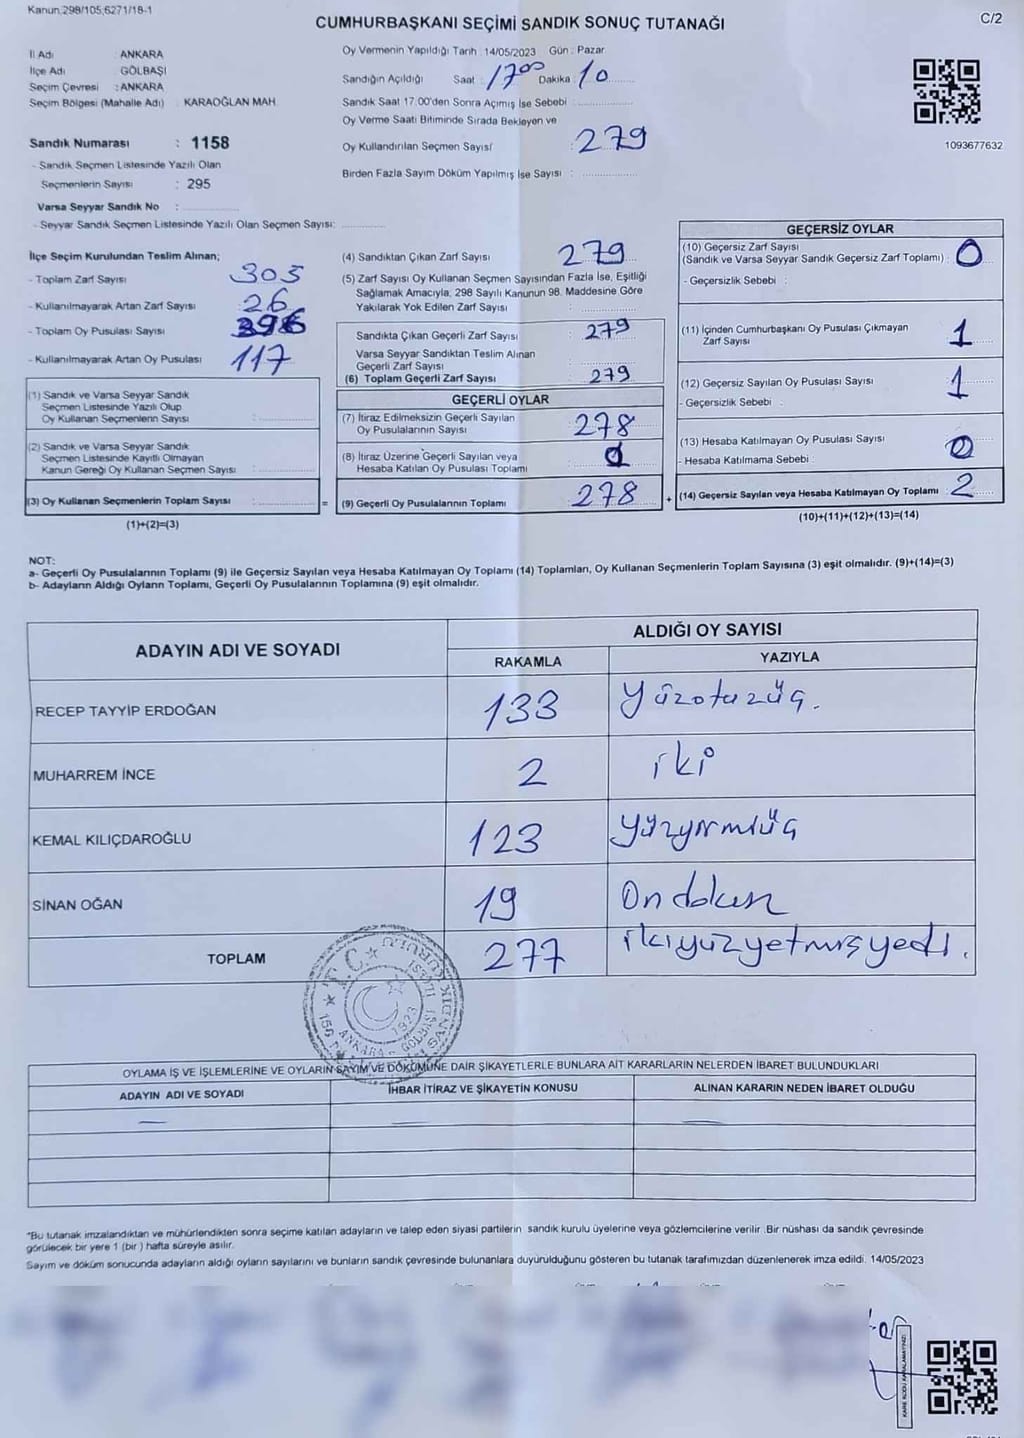 Kanun:298/105;6271/18-1
C/2
CUMHURBAŞKANI SEÇİMİ SANDIK SONUÇ TUTANAĞI
İl Adı : ANKARA
İlçe Adı : GÖLBAŞI
Seçim Çevresi : ANKARA
Seçim Bölgesi (Mahalle Adı) : KARAOĞLAN MAH.
Sandık Numarası : 1158
- Sandık Seçmen Listesinde Yazılı Olan
Seçmenlerin Sayısı : 295
Varsa Seyyar Sandık No :
- Seyyar Sandık Seçmen Listesinde Yazılı Olan Seçmen Sayısı:
Oy Vermenin Yapıldığı Tarih : 14/05/2023 Gün : Pazar
Sandığın Açıldığı Saat : 17⁰⁰ Dakika : 10
Sandık Saat 17:00'den Sonra Açımış İse Sebebi :
Oy Verme Saati Bitiminde Sırada Bekleyen ve
Oy Kullandırılan Seçmen Sayısı : 279
Birden Fazla Sayım Döküm Yapılmış İse Sayısı :
1093677632
İlçe Seçim Kurulundan Teslim Alınan;
- Toplam Zarf Sayısı : 303
- Kullanılmayarak Artan Zarf Sayısı : 26
- Toplam Oy Pusulası Sayısı : 396
- Kullanılmayarak Artan Oy Pusulası : 117
(1) Sandık ve Varsa Seyyar Sandık
Seçmen Listesinde Yazılı Olup
Oy Kullanan Seçmenlerin Sayısı :
(2) Sandık ve Varsa Seyyar Sandık
Seçmen Listesinde Kayıtlı Olmayan
Kanun Gereği Oy Kullanan Seçmen Sayısı :
(3) Oy Kullanan Seçmenlerin Toplam Sayısı : =
(1)+(2)=(3)
(4) Sandıktan Çıkan Zarf Sayısı : 279
(5) Zarf Sayısı Oy Kullanan Seçmen Sayısından Fazla İse, Eşitliği
Sağlamak Amacıyla, 298 Sayılı Kanunun 98. Maddesine Göre
Yakılarak Yok Edilen Zarf Sayısı :
Sandıkta Çıkan Geçerli Zarf Sayısı : 279
Varsa Seyyar Sandıktan Teslim Alınan
Geçerli Zarf Sayısı :
(6) Toplam Geçerli Zarf Sayısı : 279
GEÇERLİ OYLAR
(7) İtiraz Edilmeksizin Geçerli Sayılan
Oy Pusulalarının Sayısı : 278
(8) İtiraz Üzerine Geçerli Sayılan veya
Hesaba Katılan Oy Pusulası Toplamı :
(9) Geçerli Oy Pusulalarının Toplamı : 278 +
GEÇERSİZ OYLAR
(10) Geçersiz Zarf Sayısı
(Sandık ve Varsa Seyyar Sandık Geçersiz Zarf Toplamı) : 0
- Geçersizlik Sebebi :
(11) İçinden Cumhurbaşkanı Oy Pusulası Çıkmayan
Zarf Sayısı : 1
(12) Geçersiz Sayılan Oy Pusulası Sayısı : 1
- Geçersizlik Sebebi :
(13) Hesaba Katılmayan Oy Pusulası Sayısı : 0
- Hesaba Katılmama Sebebi :
(14) Geçersiz Sayılan veya Hesaba Katılmayan Oy Toplamı : 2
(10)+(11)+(12)+(13)=(14)
NOT:
a- Geçerli Oy Pusulalarının Toplamı (9) ile Geçersiz Sayılan veya Hesaba Katılmayan Oy Toplamı (14) Toplamları, Oy Kullanan Seçmenlerin Toplam Sayısına (3) eşit olmalıdır. (9)+(14)=(3)
b- Adayların Aldığı Oyların Toplamı, Geçerli Oy Pusulalarının Toplamına (9) eşit olmalıdır.
ADAYIN ADI VE SOYADI
ALDIĞI OY SAYISI
RAKAMLA YAZIYLA
RECEP TAYYİP ERDOĞAN 133 Yüzotuzüç.
MUHARREM İNCE 2 iki
KEMAL KILIÇDAROĞLU 123 Yüzyirmiüç
SİNAN OĞAN 19 On dokuz
TOPLAM 277 ikiyüzyetmişyedi.
OYLAMA İŞ VE İŞLEMLERİNE VE OYLARIN SAYIM VE DÖKÜMÜNE DAİR ŞİKAYETLERLE BUNLARA AİT KARARLARIN NELERDEN İBARET BULUNDUKLARI
ADAYIN ADI VE SOYADI İHBAR İTİRAZ VE ŞİKAYETİN KONUSU ALINAN KARARIN NEDEN İBARET OLDUĞU
*Bu tutanak imzalandıktan ve mühürlendikten sonra seçime katılan adayların ve talep eden siyasi partilerin sandık kurulu üyelerine veya gözlemcilerine verilir. Bir nüshası da sandık çevresinde
görülecek bir yere 1 (bir) hafta süreyle asılır.
Sayım ve döküm sonucunda adayların aldığı oyların sayılarını ve bunların sandık çevresinde bulunanlara duyurulduğunu gösteren bu tutanak tarafımızdan düzenlenerek imza edildi. 14/05/2023
KARE KODU KARALAMAYINIZ!